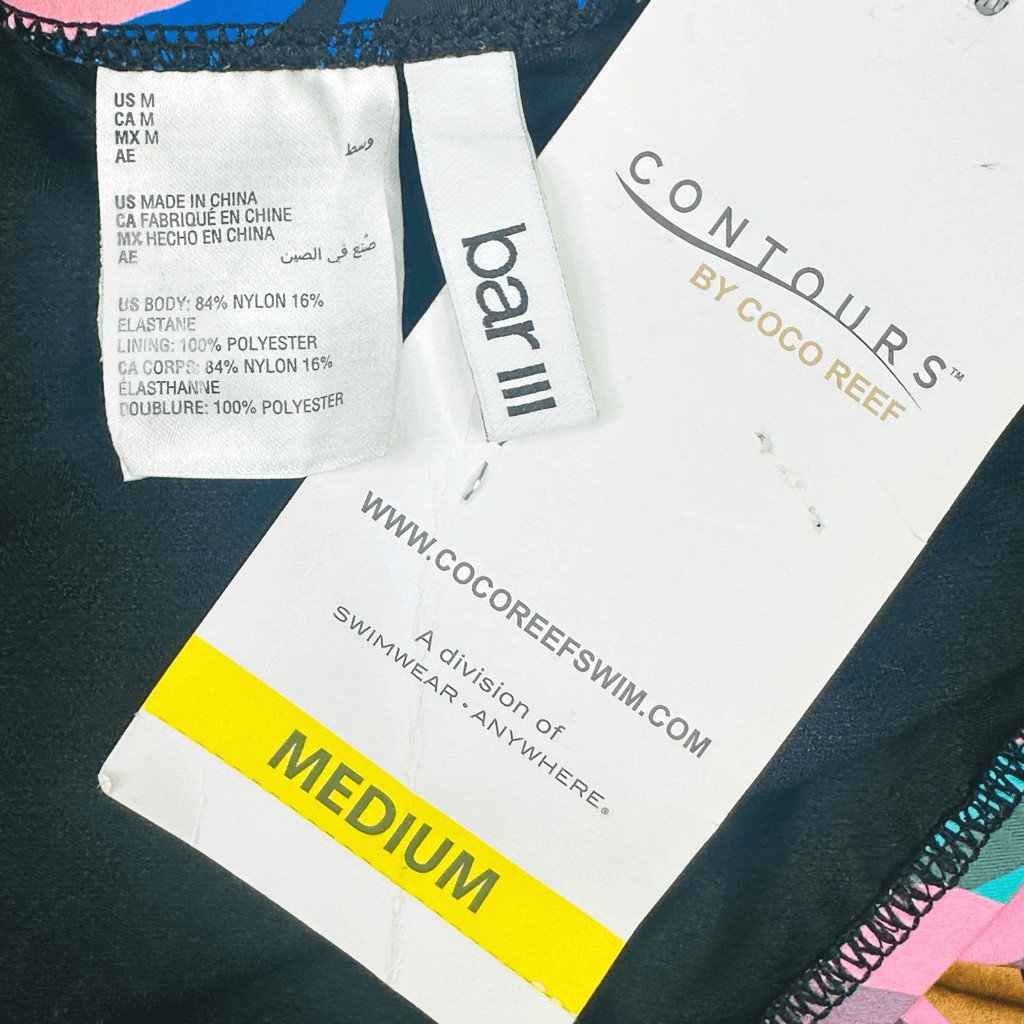 US M
CA M
MX M
AE وسط
US MADE IN CHINA
CA FABRIQUÉ EN CHINE
MX HECHO EN CHINA
AE صُنع في الصين
US BODY: 84% NYLON 16%
ELASTANE
LINING: 100% POLYESTER
CA CORPS: 84% NYLON 16%
ÉLASTHANNE
DOUBLURE: 100% POLYESTER
bar III
CONTOURS™
BY COCO REEF
WWW.COCOREEFSWIM.COM
A division of
SWIMWEAR • ANYWHERE®
MEDIUM